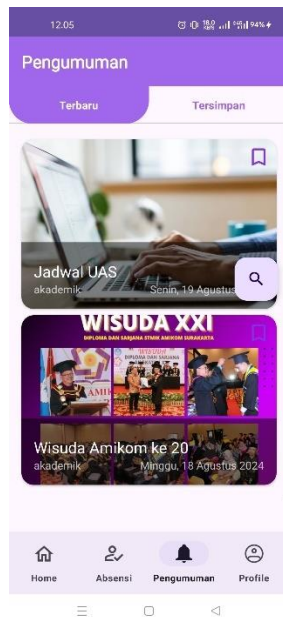 12.05
94%
Pengumuman
Terbaru
Tersimpan
Jadwal UAS
akademik
Senin, 19 Agustus
WISUDA XXI
DIPLOMA DAN SARJANA STMIK AMIKOM SURAKARTA
Wisuda Amikom ke 20
akademik
Minggu, 18 Agustus 2024
Home
Absensi
Pengumuman
Profile